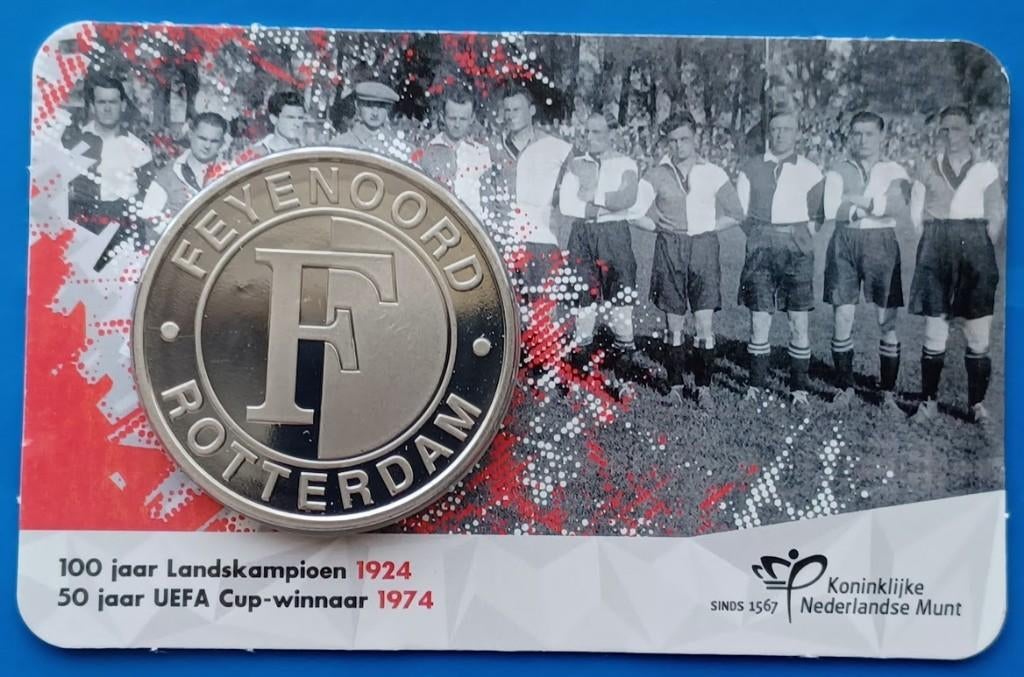 FEYENOORD
F
ROTTERDAM
100 jaar Landskampioen 1924
50 jaar UEFA Cup-winnaar 1974
SINDS 1567
Koninklijke
Nederlandse Munt